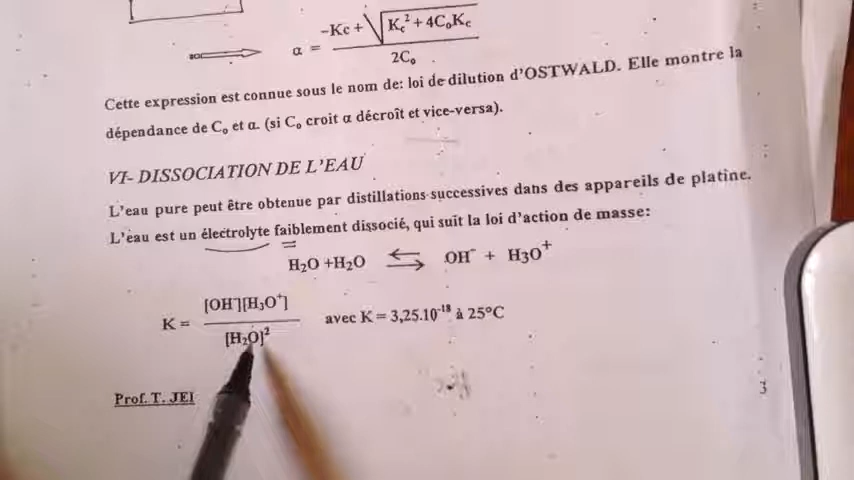 α = -Kc + √Kc² + 4C₀Kc / 2C₀
Cette expression est connue sous le nom de: loi de dilution d'OSTWALD. Elle montre la
dépendance de C₀ et α. (si C₀ croit α décroît et vice-versa).
VI- DISSOCIATION DE L'EAU
L'eau pure peut être obtenue par distillations successives dans des appareils de platine.
L'eau est un électrolyte faiblement dissocié, qui suit la loi d'action de masse:
H₂O +H₂O ⇆ OH⁻ + H3O⁺
K = [OH⁻][H₃O⁺] / [H₂O]² avec K = 3,25.10⁻¹⁸ à 25°C
Prof. T. JEI
3